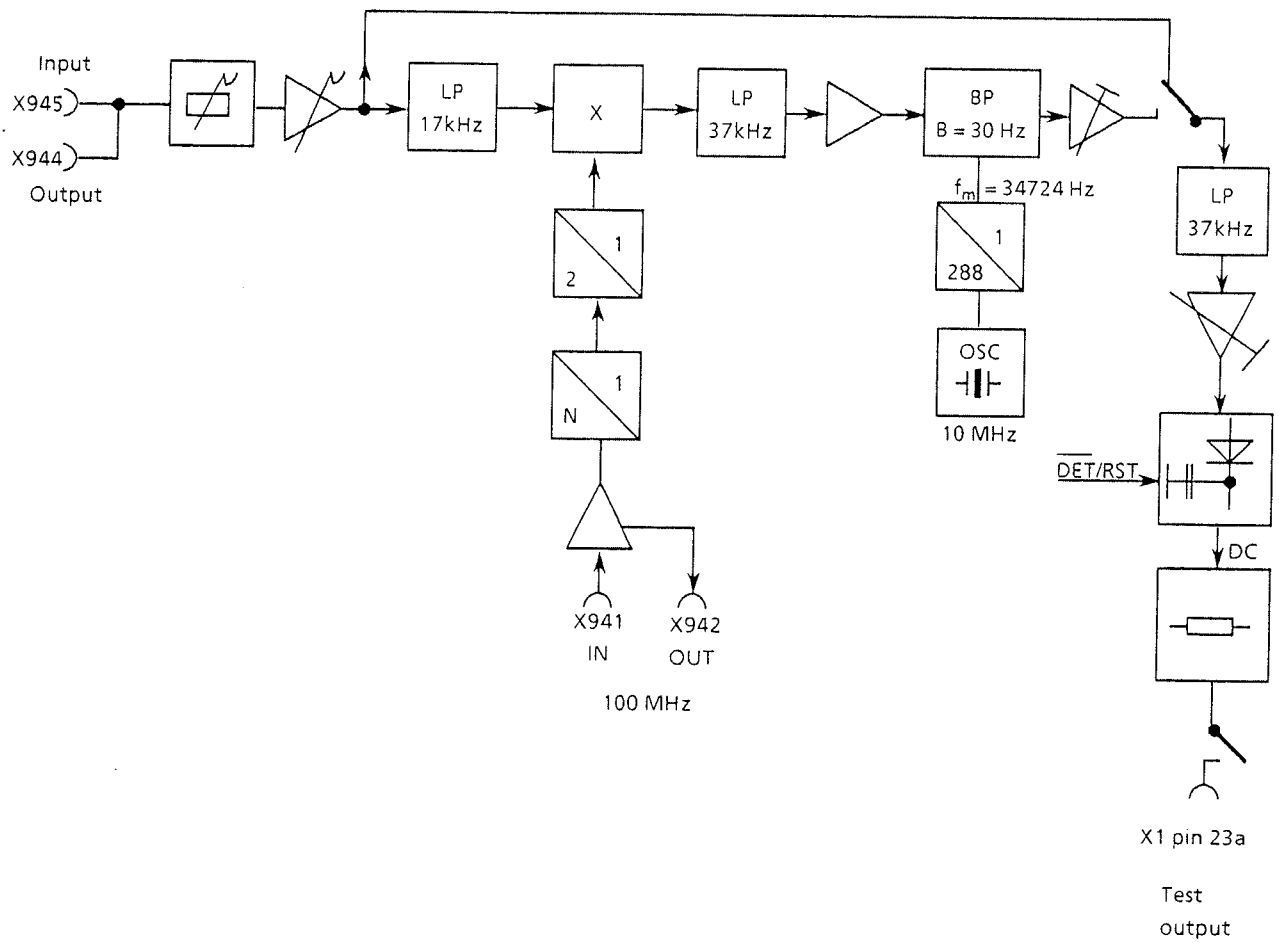 Input
X945
X944
Output
LP
17kHz
X
LP
37kHz
BP
B = 30 Hz
fm = 34724 Hz
1
2
1
288
LP
37kHz
1
N
OSC
10 MHz
DET/RST
DC
X941
IN
X942
OUT
100 MHz
X1 pin 23a
Test
output